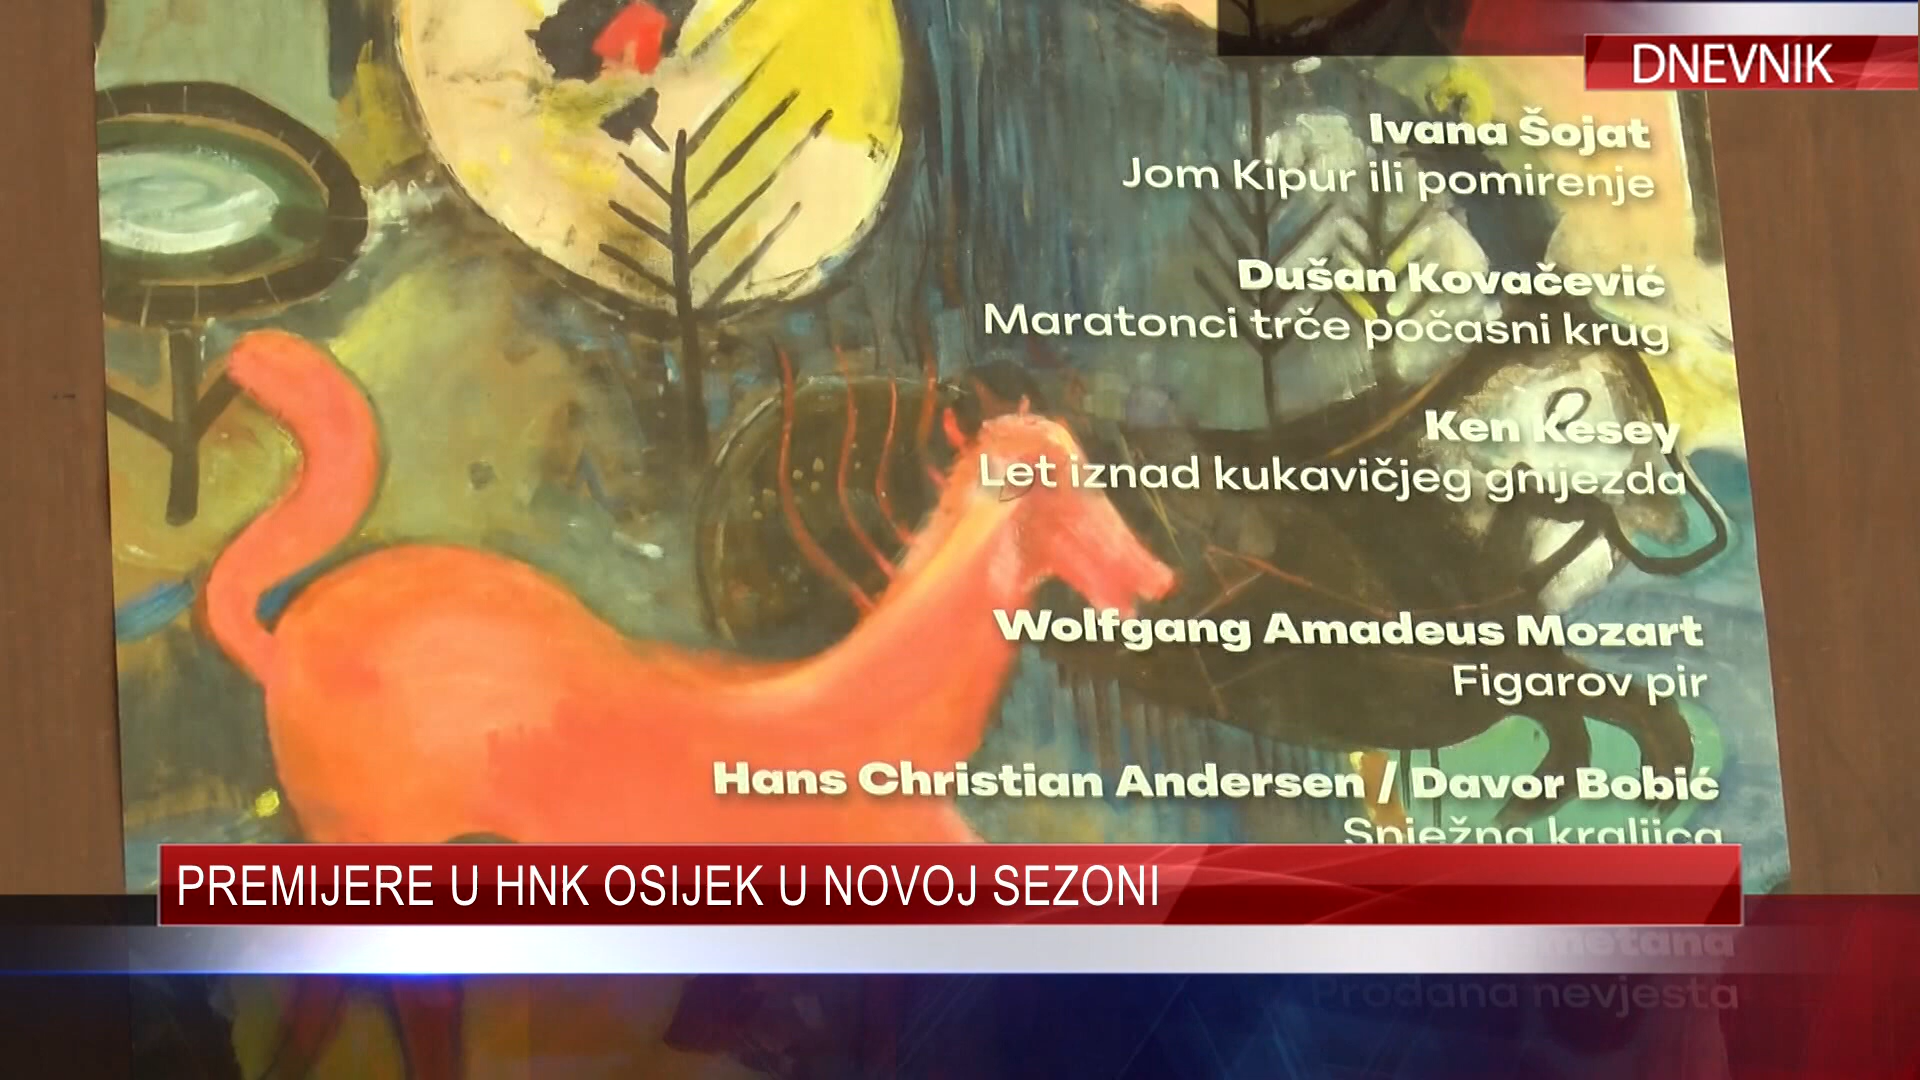 DNEVNIK
Ivana Šojat
Jom Kipur ili pomirenje
Dušan Kovačević
Maratonci trče počasni krug
Ken Kesey
Let iznad kukavičjeg gnijezda
Wolfgang Amadeus Mozart
Figarov pir
Hans Christian Andersen / Davor Bobić
Snježna kraljica
PREMIJERE U HNK OSIJEK U NOVOJ SEZONI
Prodana nevjesta